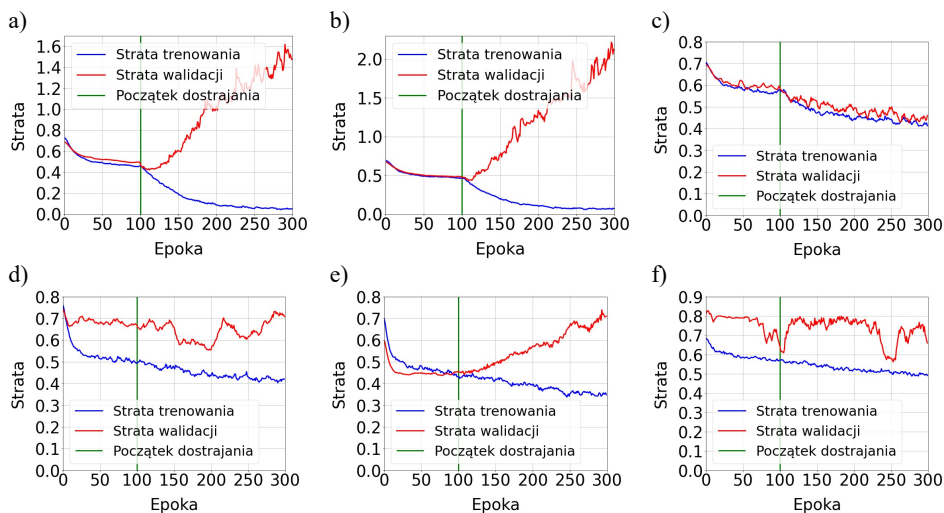 a)
1.6
1.4
1.2
1.0
0.8
0.6
0.4
0.2
0.0
Strata
Strata trenowania
Strata walidacji
Początek dostrajania
0 50 100 150 200 250 300
Epoka
b)
2.0
1.5
1.0
0.5
0.0
Strata
Strata trenowania
Strata walidacji
Początek dostrajania
0 50 100 150 200 250 300
Epoka
c)
0.8
0.7
0.6
0.5
0.4
0.3
0.2
0.1
0.0
Strata
Strata trenowania
Strata walidacji
Początek dostrajania
0 50 100 150 200 250 300
Epoka
d)
0.8
0.7
0.6
0.5
0.4
0.3
0.2
0.1
0.0
Strata
Strata trenowania
Strata walidacji
Początek dostrajania
0 50 100 150 200 250 300
Epoka
e)
0.8
0.7
0.6
0.5
0.4
0.3
0.2
0.1
0.0
Strata
Strata trenowania
Strata walidacji
Początek dostrajania
0 50 100 150 200 250 300
Epoka
f)
0.9
0.8
0.7
0.6
0.5
0.4
0.3
0.2
0.1
0.0
Strata
Strata trenowania
Strata walidacji
Początek dostrajania
0 50 100 150 200 250 300
Epoka